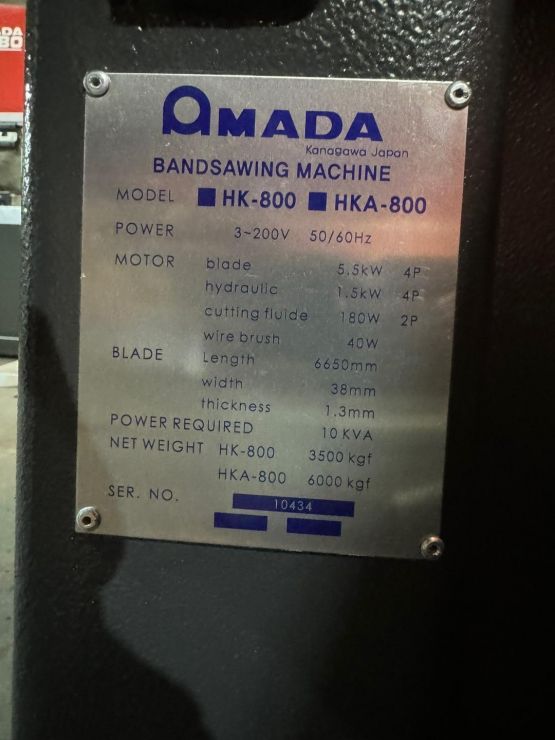 AMADA
Kanagawa Japan
BANDSAWING MACHINE
MODEL HK-800 HKA-800
POWER 3~200V 50/60Hz
MOTOR blade 5.5kW 4P
hydraulic 1.5kW 4P
cutting fluide 180W 2P
wire brush 40W
BLADE Length 6650mm
width 38mm
thickness 1.3mm
POWER REQUIRED 10 KVA
NET WEIGHT HK-800 3500 kgf
HKA-800 6000 kgf
SER. NO. 10434